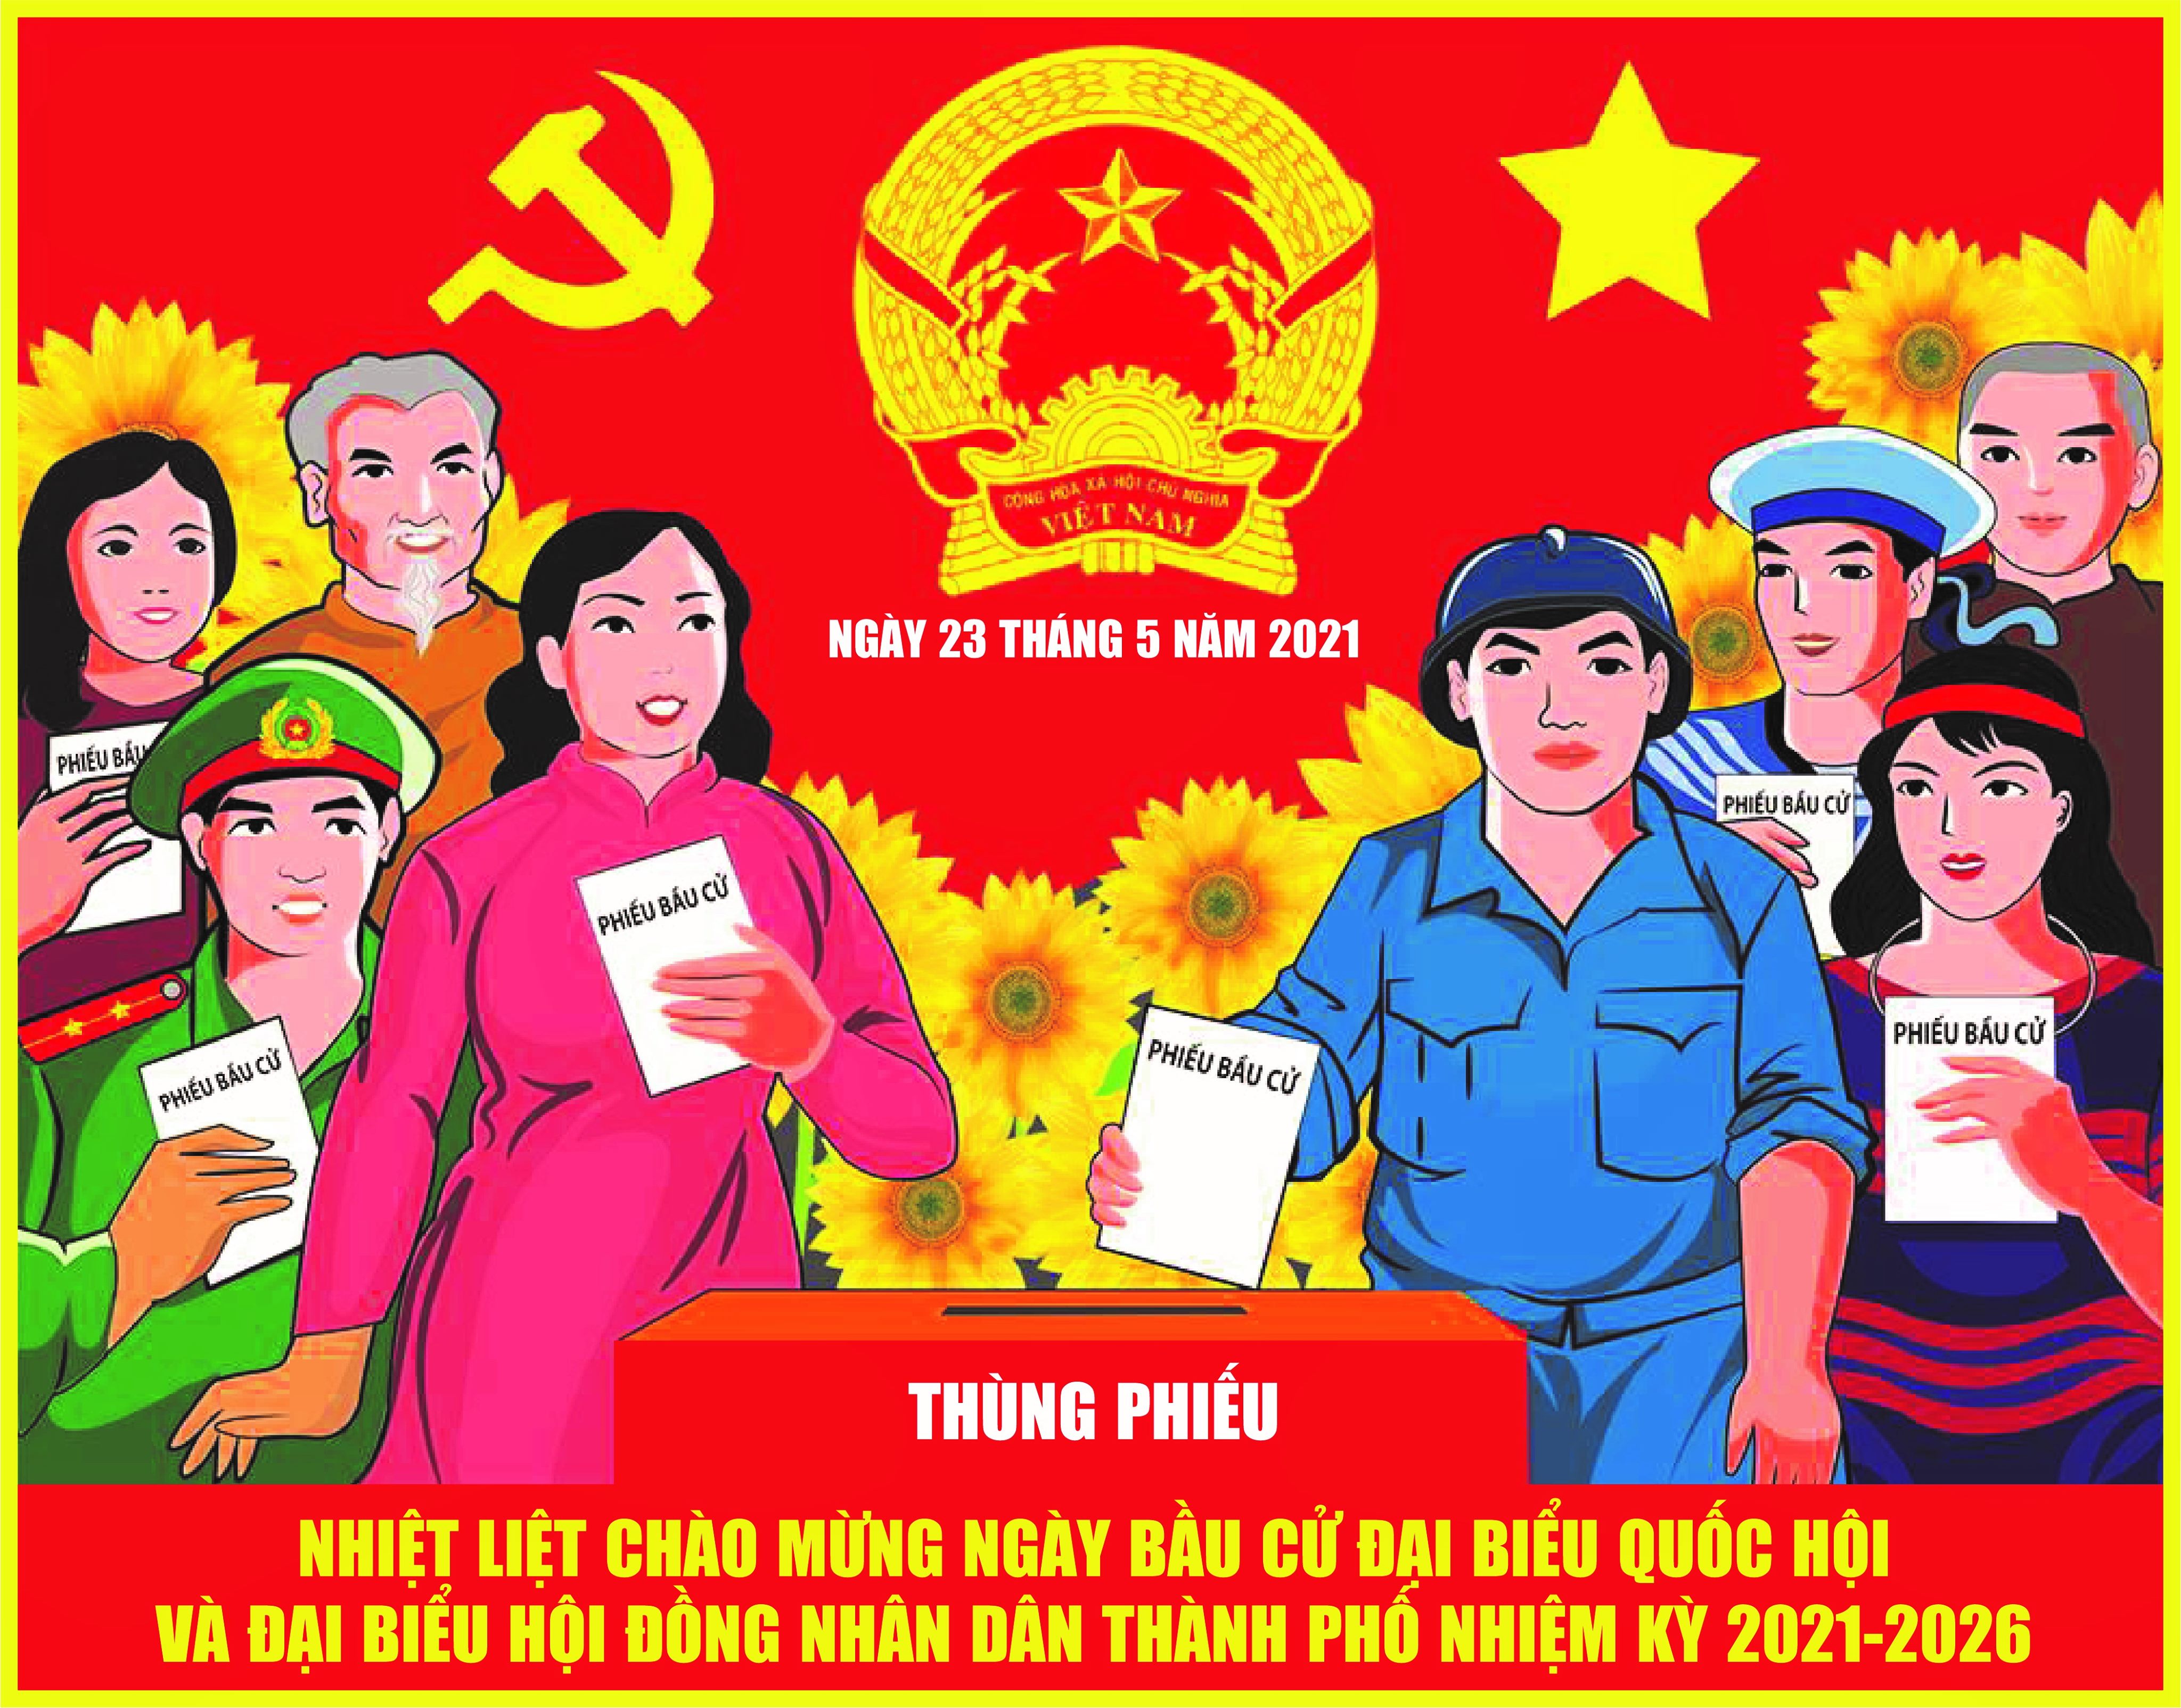 CỘNG HÒA XÃ HỘI CHỦ NGHĨA
VIỆT NAM
NGÀY 23 THÁNG 5 NĂM 2021
PHIẾU BẦU
PHIẾU BẦU CỬ
PHIẾU BẦU CỬ
PHIẾU BẦU CỬ
PHIẾU BẦU CỬ
PHIẾU BẦU CỬ
THÙNG PHIẾU
NHIỆT LIỆT CHÀO MỪNG NGÀY BẦU CỬ ĐẠI BIỂU QUỐC HỘI
VÀ ĐẠI BIỂU HỘI ĐỒNG NHÂN DÂN THÀNH PHỐ NHIỆM KỲ 2021-2026